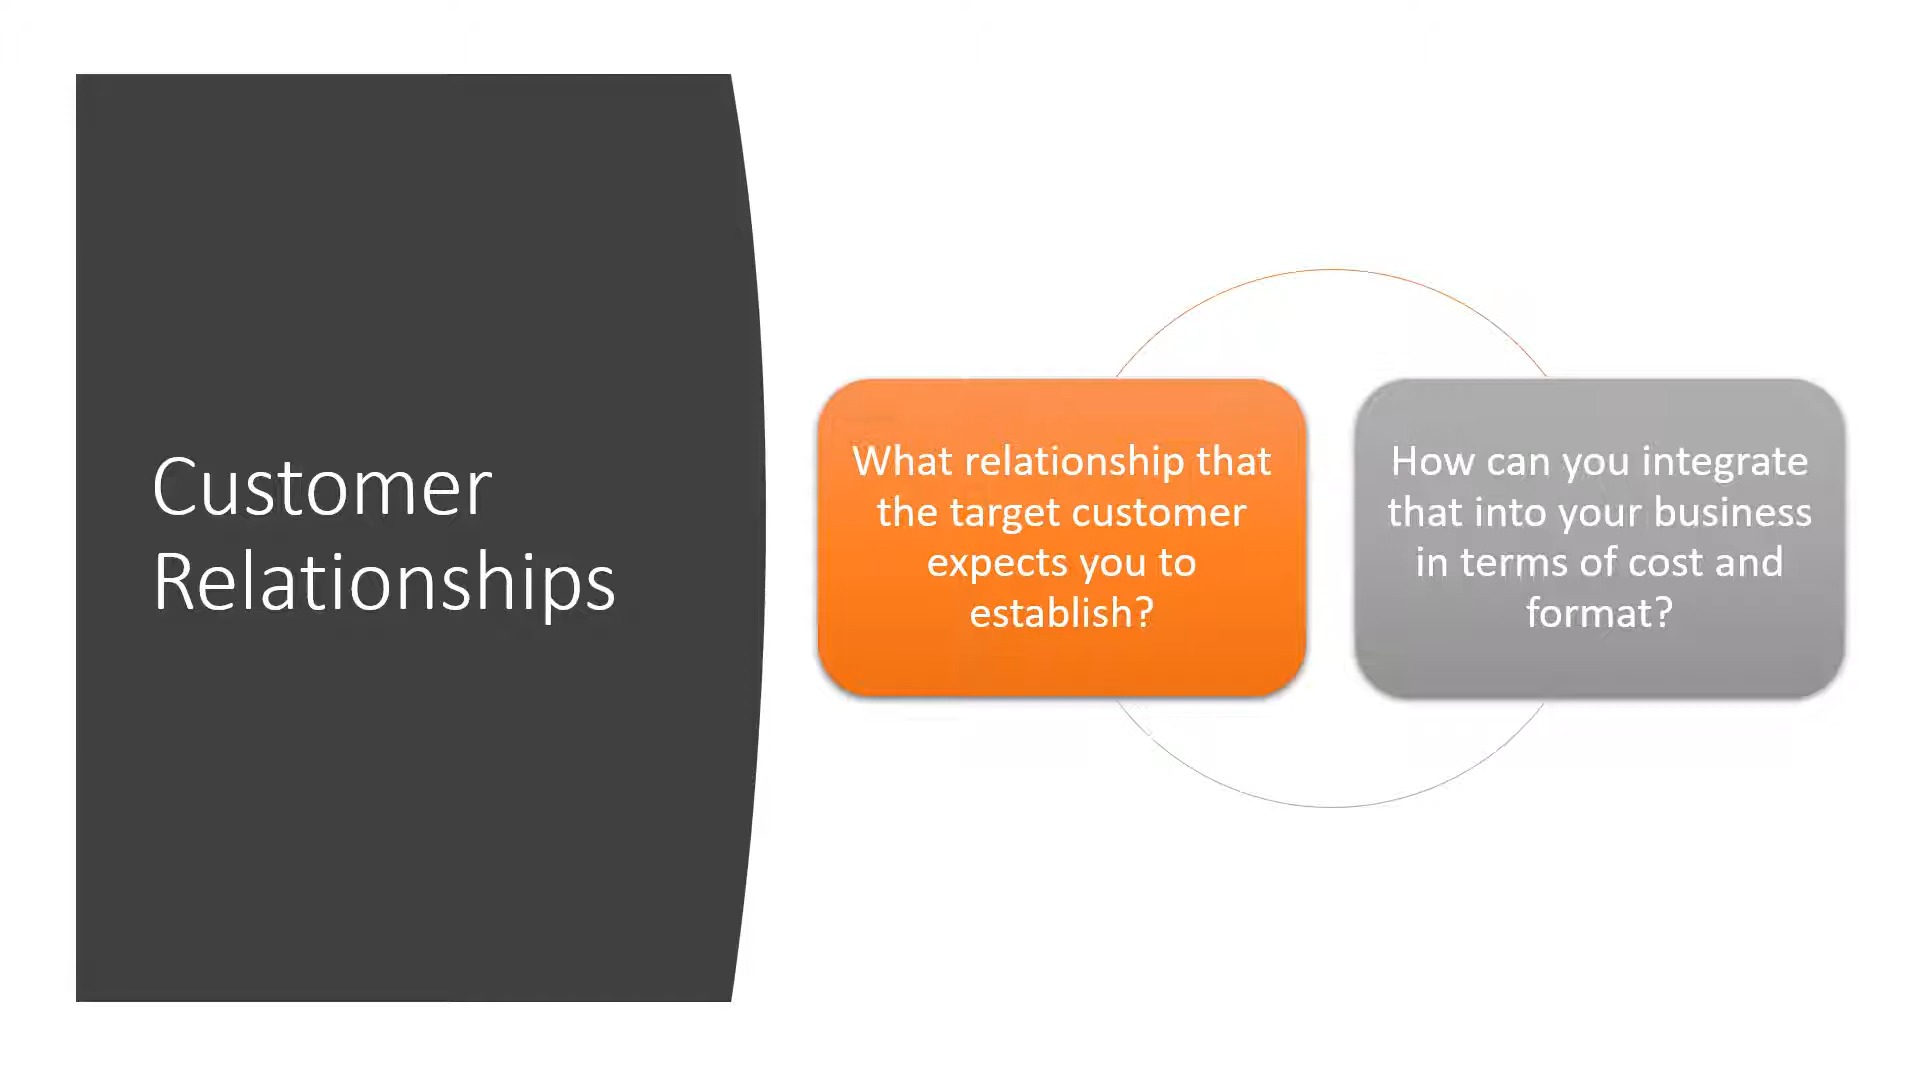 Customer
Relationships
What relationship that
the target customer
expects you to
establish?
How can you integrate
that into your business
in terms of cost and
format?